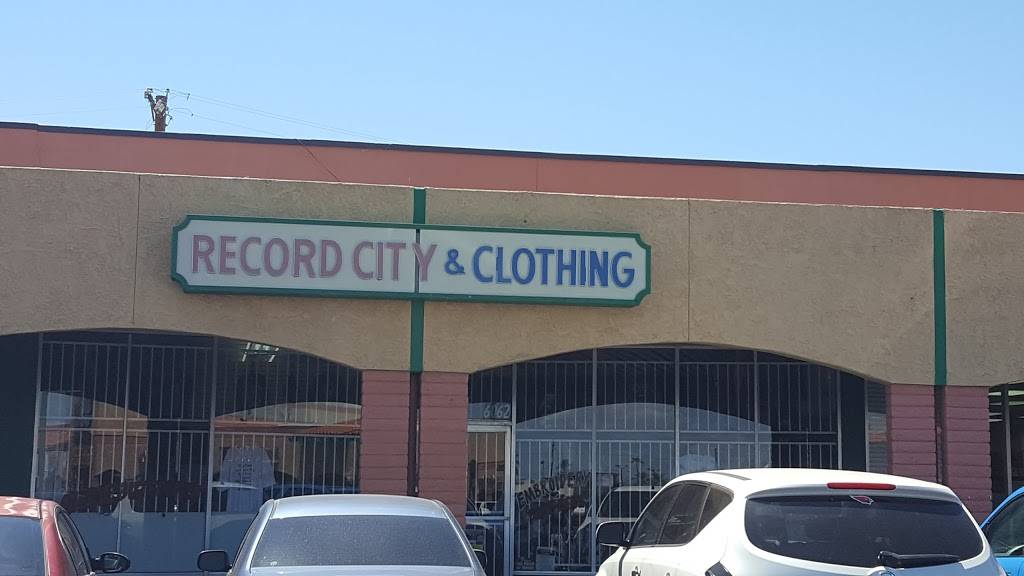 RECORD CITY & CLOTHING
6162